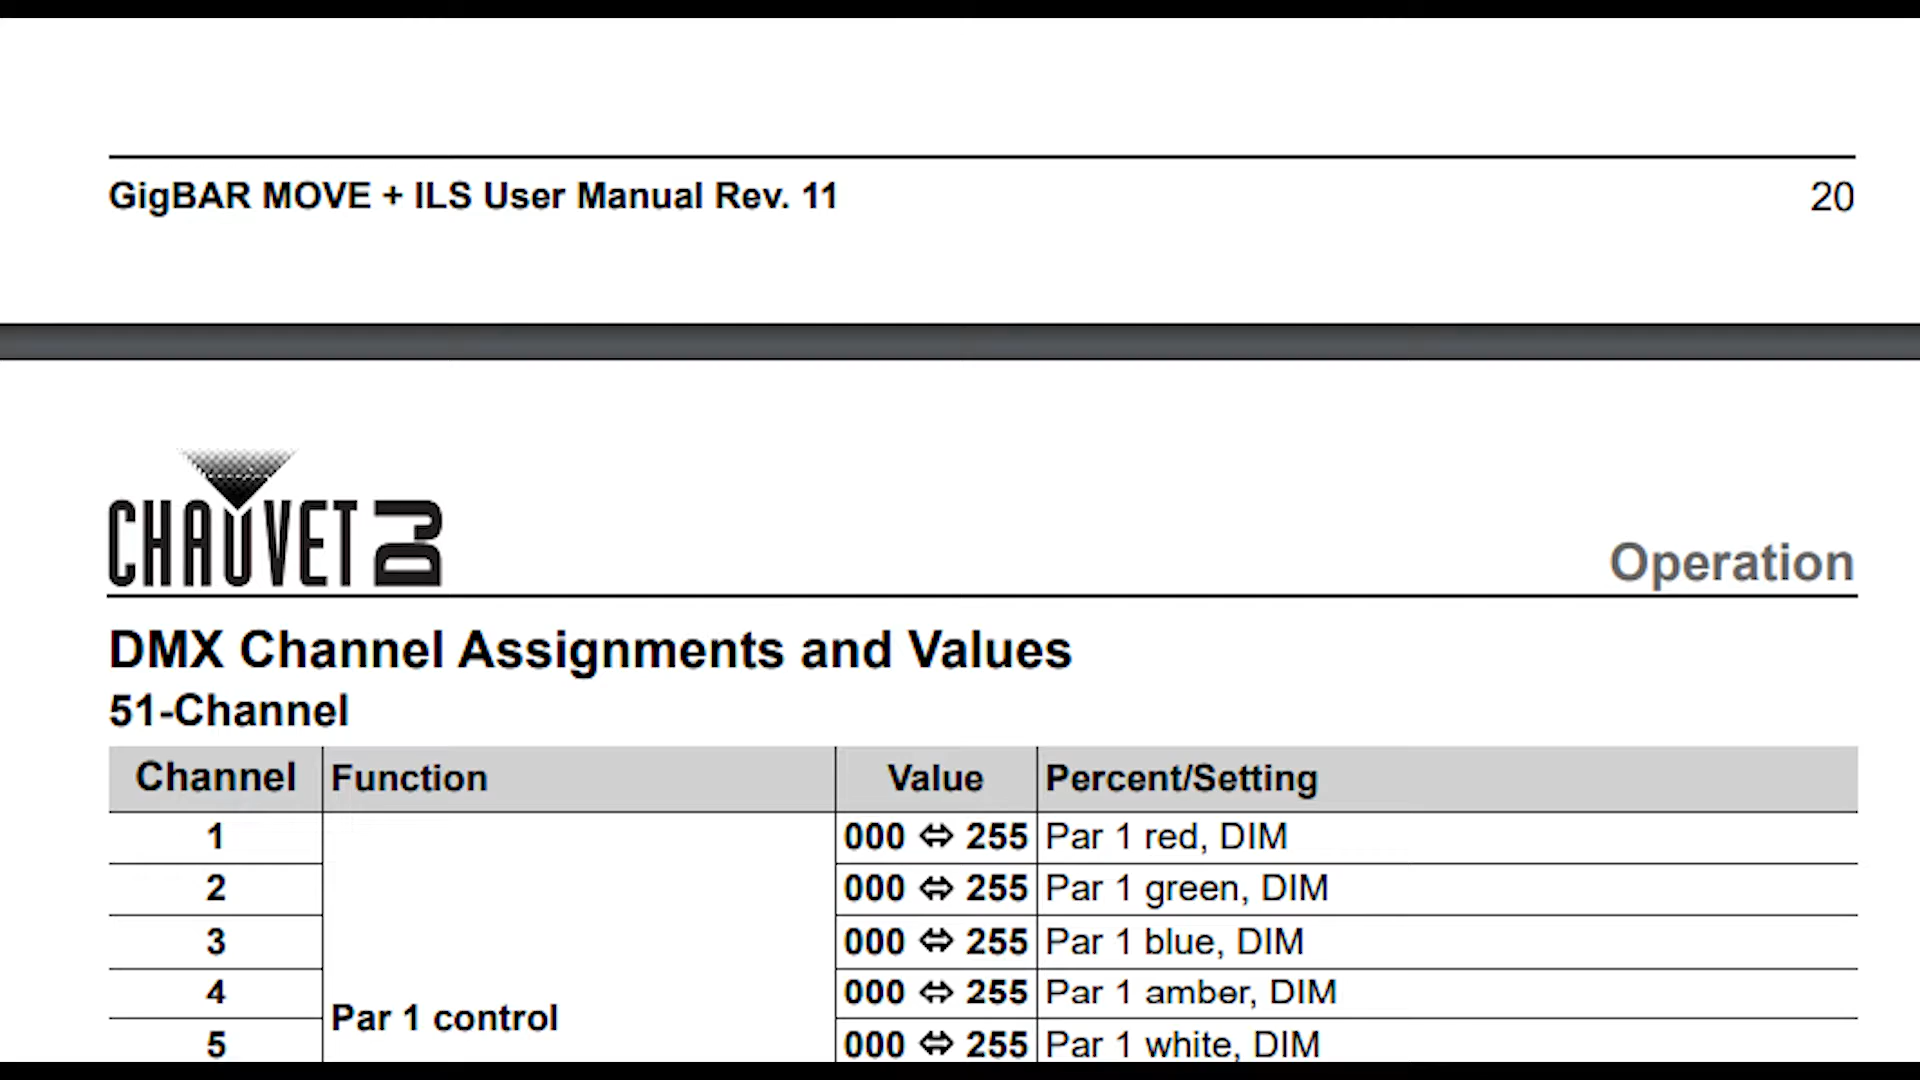 GigBAR MOVE + ILS User Manual Rev. 11 20
CHAUVET DJ
Operation
DMX Channel Assignments and Values
51-Channel
Channel Function Value Percent/Setting
1 000 ⬄ 255 Par 1 red, DIM
2 000 ⬄ 255 Par 1 green, DIM
3 000 ⬄ 255 Par 1 blue, DIM
4 000 ⬄ 255 Par 1 amber, DIM
Par 1 control
5 000 ⬄ 255 Par 1 white, DIM